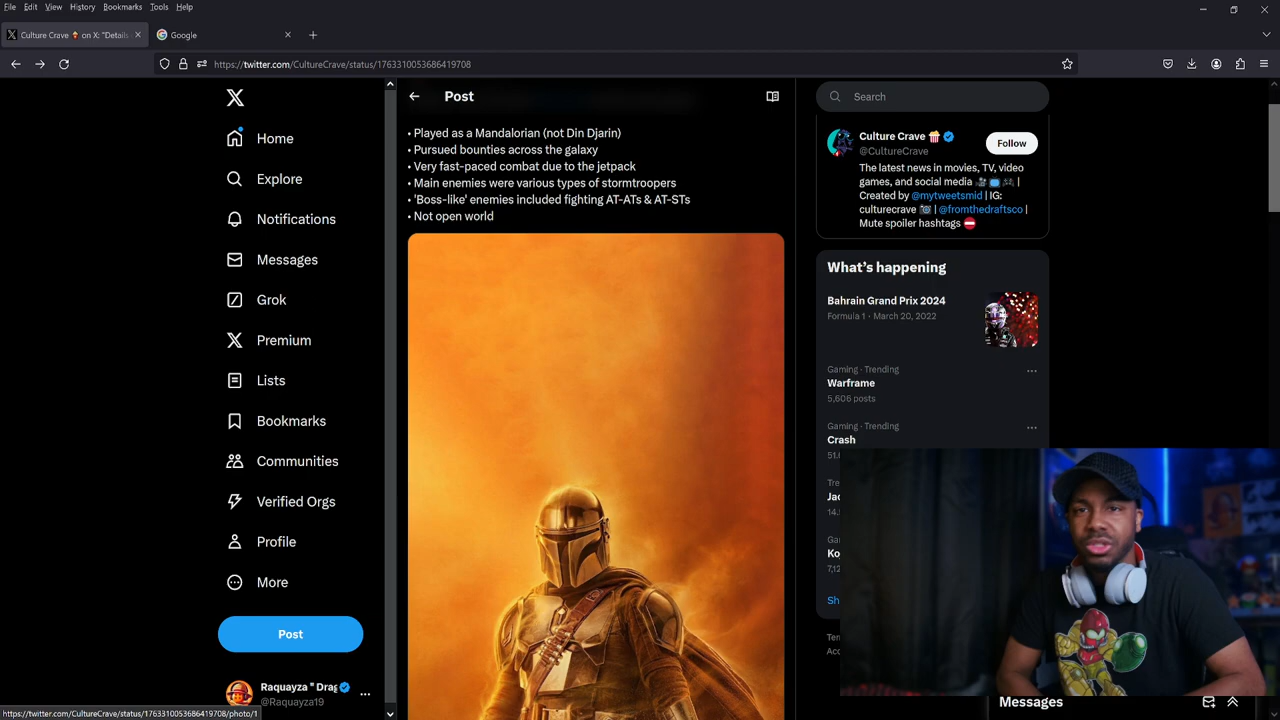 File Edit View History Bookmarks Tools Help
Culture Crave on X: "Details
Google
https://twitter.com/CultureCrave/status/1763310053686419708
Post
Search
Home
Explore
Notifications
Messages
Grok
Premium
Lists
Bookmarks
Communities
Verified Orgs
Profile
More
Post
Raquayza " Drag
@Raquayza19
• Played as a Mandalorian (not Din Djarin)
• Pursued bounties across the galaxy
• Very fast-paced combat due to the jetpack
• Main enemies were various types of stormtroopers
• 'Boss-like' enemies included fighting AT-ATs & AT-STs
• Not open world
Culture Crave
@CultureCrave
Follow
The latest news in movies, TV, video
games, and social media |
Created by @mytweetsmid | IG:
culturecrave | @fromthedraftsco |
Mute spoiler hashtags
What's happening
Bahrain Grand Prix 2024
Formula 1 · March 20, 2022
Gaming · Trending
Warframe
5,606 posts
Gaming · Trending
Crash
Messages
https://twitter.com/CultureCrave/status/1763310053686419708/photo/1